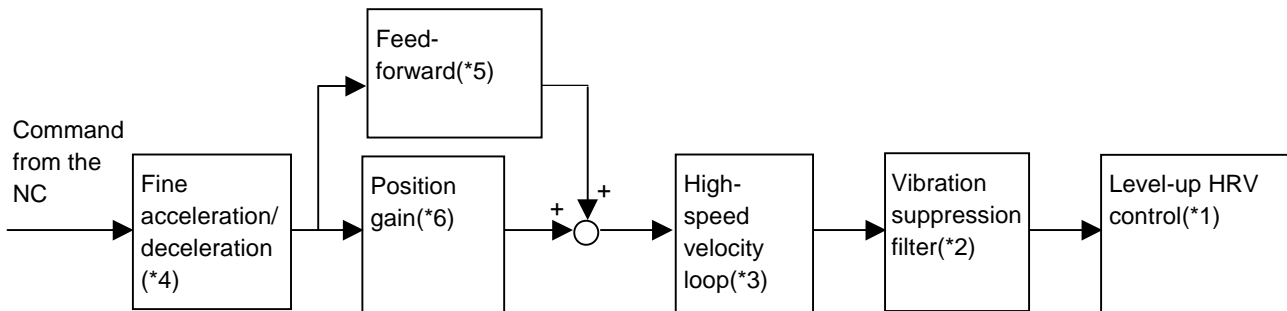 Feed-
forward(*5)
Command
from the
NC
Fine
acceleration/
deceleration
(*4)
Position
gain(*6)
+
+
High-
speed
velocity
loop(*3)
Vibration
suppression
filter(*2)
Level-up HRV
control(*1)